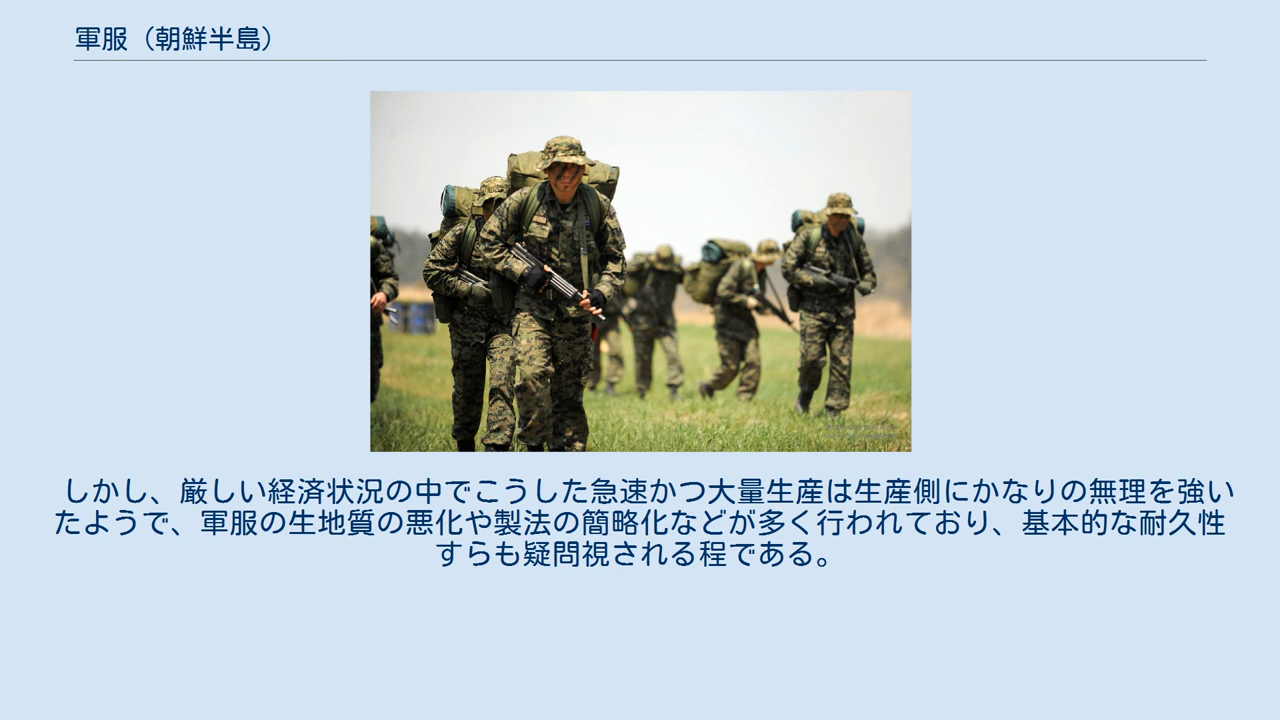 軍服（朝鮮半島）
しかし、厳しい経済状況の中でこうした急速かつ大量生産は生産側にかなりの無理を強い
たようで、軍服の生地質の悪化や製法の簡略化などが多く行われており、基本的な耐久性
すらも疑問視される程である。